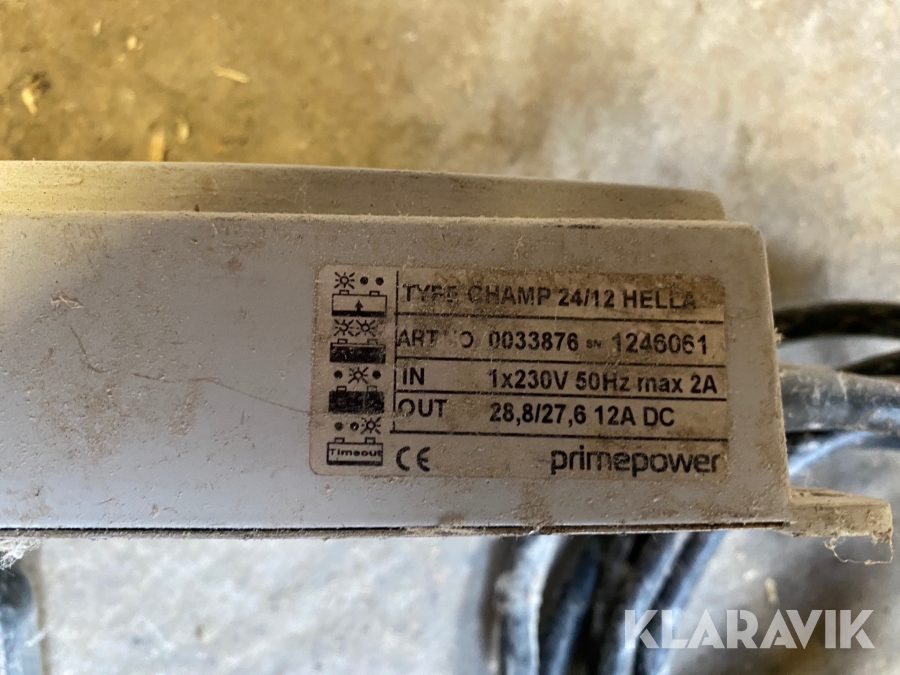 TYPE CHAMP 24/12 HELLA
ART NO 0033876 SN 1246061
IN 1x230V 50Hz max 2A
OUT 28,8/27,6 12A DC
Timeout
CE primepower
KLARAVIK